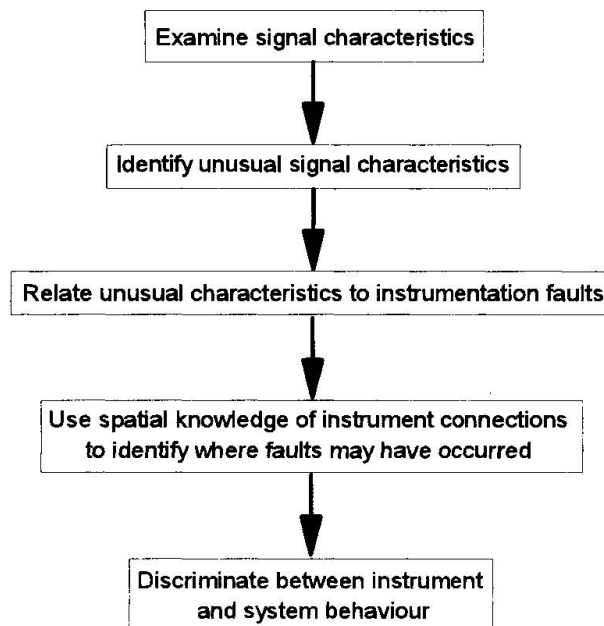 Examine signal characteristics
Identify unusual signal characteristics
Relate unusual characteristics to instrumentation faults
Use spatial knowledge of instrument connections
to identify where faults may have occurred
Discriminate between instrument
and system behaviour